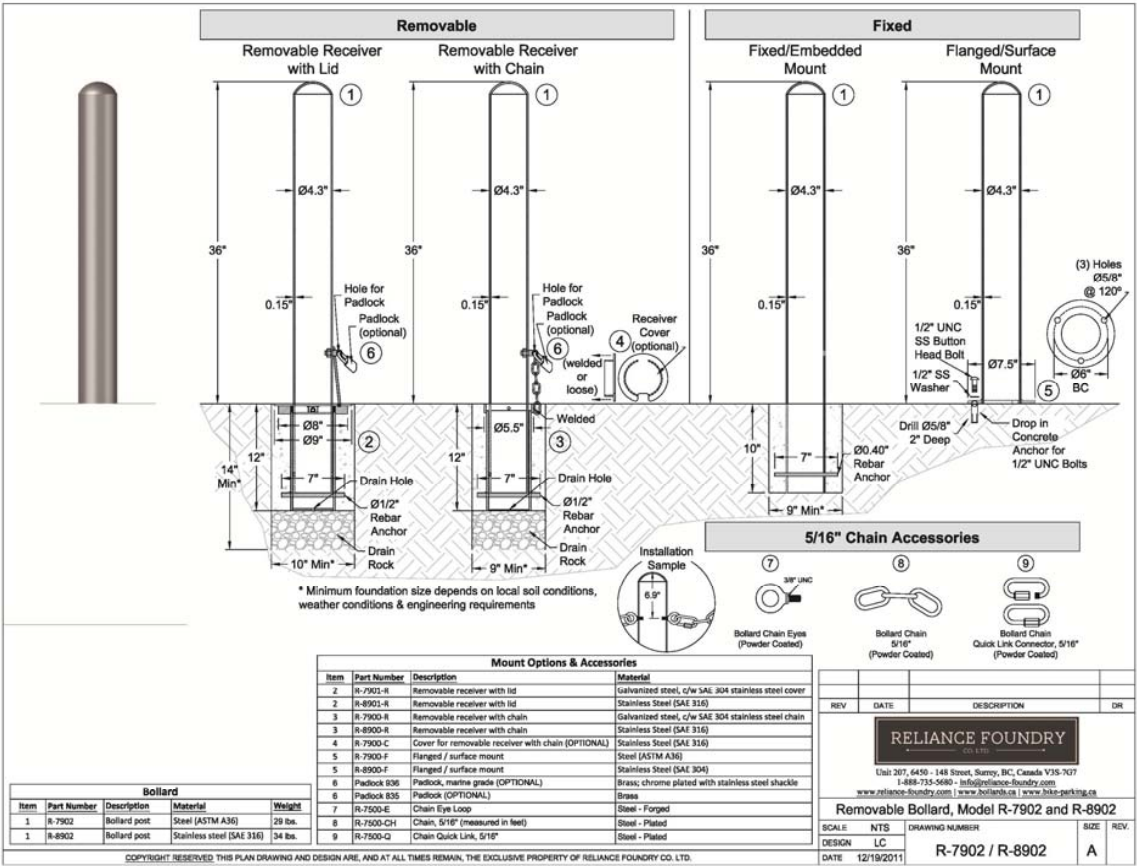 Removable
Fixed
Removable Receiver
with Lid
Removable Receiver
with Chain
Fixed/Embedded
Mount
Flanged/Surface
Mount
1
1
1
1
Ø4.3"
Ø4.3"
Ø4.3"
Ø4.3"
36"
36"
36"
36"
0.15"
0.15"
0.15"
0.15"
Hole for
Padlock
Padlock
(optional)
6
Hole for
Padlock
Padlock
(optional)
6
4
(welded
or
loose)
Receiver
Cover
(optional)
(3) Holes
Ø5/8"
@ 120°
1/2" UNC
SS Button
Head Bolt
1/2" SS
Washer
Ø7.5"
Ø6"
BC
5
Drill Ø5/8"
2" Deep
Drop in
Concrete
Anchor for
1/2" UNC Bolts
Ø8"
Ø9"
2
14"
Min*
12"
7"
Drain Hole
Ø1/2"
Rebar
Anchor
Drain
Rock
10" Min*
Welded
Ø5.5"
3
12"
7"
Drain Hole
Ø1/2"
Rebar
Anchor
Drain
Rock
9" Min*
10"
7"
Ø0.40"
Rebar
Anchor
9" Min*
* Minimum foundation size depends on local soil conditions,
weather conditions & engineering requirements
5/16" Chain Accessories
Installation
Sample
6.9"
7
3/8" UNC
Bollard Chain Eyes
(Powder Coated)
8
Bollard Chain
5/16"
(Powder Coated)
9
Bollard Chain
Quick Link Connector, 5/16"
(Powder Coated)
Mount Options & Accessories
Item Part Number Description Material
2 R-7901-R Removable receiver with lid Galvanized steel, c/w SAE 304 stainless steel cover
2 R-8901-R Removable receiver with lid Stainless Steel (SAE 316)
3 R-7900-R Removable receiver with chain Galvanized steel, c/w SAE 304 stainless steel chain
3 R-8900-R Removable receiver with chain Stainless Steel (SAE 316)
4 R-7900-C Cover for removable receiver with chain (OPTIONAL) Stainless Steel (SAE 316)
5 R-7900-F Flanged / surface mount Steel (ASTM A36)
5 R-8900-F Flanged / surface mount Stainless Steel (SAE 304)
6 Padlock 836 Padlock, marine grade (OPTIONAL) Brass; chrome plated with stainless steel shackle
6 Padlock 835 Padlock (OPTIONAL) Brass
7 R-7500-E Chain Eye Loop Steel - Forged
8 R-7500-CH Chain, 5/16" (measured in feet) Steel - Plated
9 R-7500-Q Chain Quick Link, 5/16" Steel - Plated
Bollard
Item Part Number Description Material Weight
1 R-7902 Bollard post Steel (ASTM A36) 29 lbs.
1 R-8902 Bollard post Stainless steel (SAE 316) 34 lbs.
REV DATE DESCRIPTION DR
RELIANCE FOUNDRY
CO. LTD.
Unit 207, 6450 - 148 Street, Surrey, BC, Canada V3S-7G7
1-888-735-5680 - info@reliance-foundry.com
www.reliance-foundry.com | www.bollards.ca | www.bike-parking.ca
Removable Bollard, Model R-7902 and R-8902
SCALE NTS
DESIGN LC
DATE 12/19/2011
DRAWING NUMBER
R-7902 / R-8902
SIZE
A
REV.
COPYRIGHT RESERVED THIS PLAN DRAWING AND DESIGN ARE, AND AT ALL TIMES REMAIN, THE EXCLUSIVE PROPERTY OF RELIANCE FOUNDRY CO. LTD.